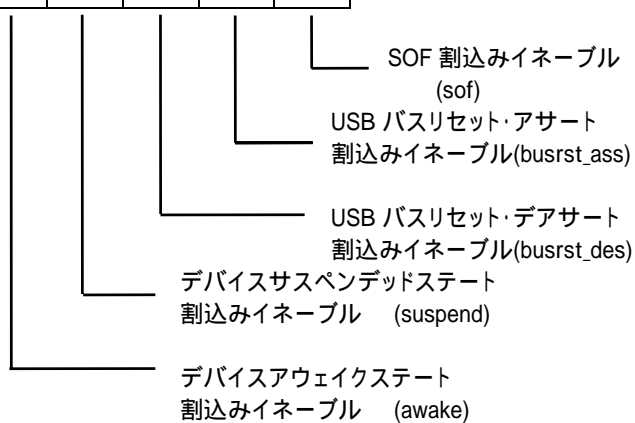 SOF 割込みイネーブル
(sof)
USB バスリセット・アサート
割込みイネーブル(busrst_ass)
USB バスリセット・デアサート
割込みイネーブル(busrst_des)
デバイスサスペンデッドステート
割込みイネーブル (suspend)
デバイスアウェイクステート
割込みイネーブル (awake)